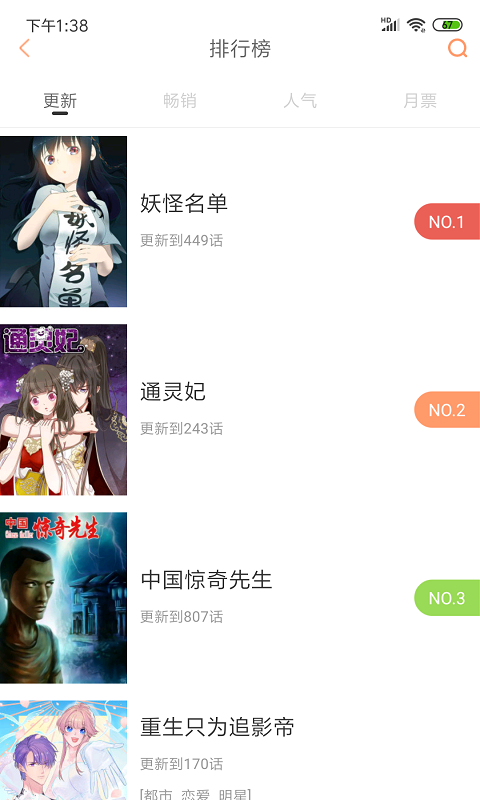 下午1:38
HD
67
排行榜
更新
畅销
人气
月票
妖怪名单
妖怪名单
更新到449话
NO.1
通灵妃
通灵妃
更新到243话
NO.2
中国惊奇先生
中国惊奇先生
更新到807话
NO.3
重生只为追影帝
更新到170话
[都市 恋爱 明星]